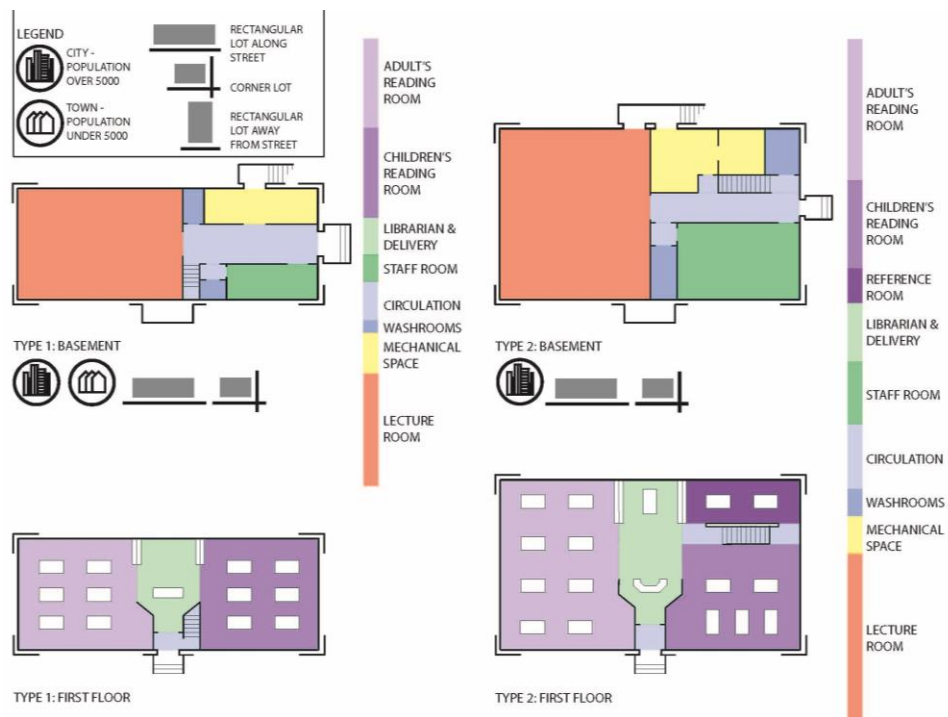 LEGEND
CITY -
POPULATION
OVER 5000
TOWN -
POPULATION
UNDER 5000
RECTANGULAR
LOT ALONG
STREET
CORNER LOT
RECTANGULAR
LOT AWAY
FROM STREET
ADULT'S
READING
ROOM
CHILDREN'S
READING
ROOM
LIBRARIAN &
DELIVERY
STAFF ROOM
CIRCULATION
WASHROOMS
MECHANICAL
SPACE
LECTURE
ROOM
TYPE 1: BASEMENT
TYPE 1: FIRST FLOOR
TYPE 2: BASEMENT
TYPE 2: FIRST FLOOR
ADULT'S
READING
ROOM
CHILDREN'S
READING
ROOM
REFERENCE
ROOM
LIBRARIAN &
DELIVERY
STAFF ROOM
CIRCULATION
WASHROOMS
MECHANICAL
SPACE
LECTURE
ROOM